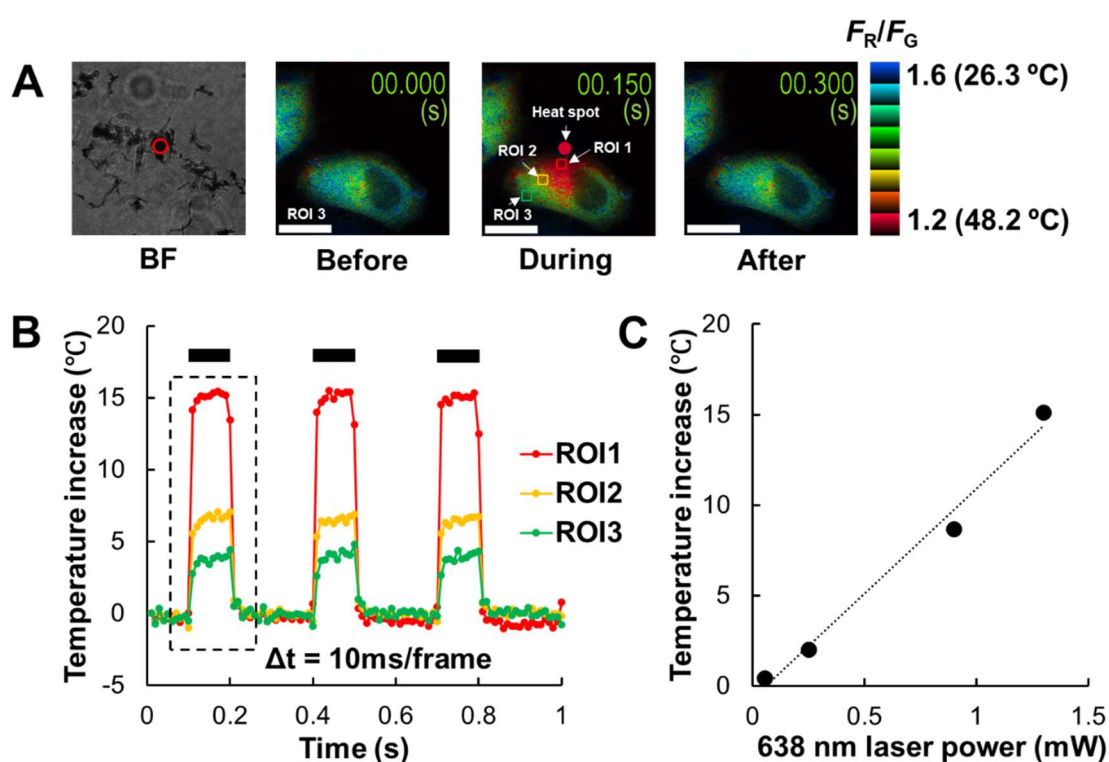 A
BF
00.000
(s)
ROI 3
Before
00.150
(s)
Heat spot
ROI 2
ROI 1
ROI 3
During
00.300
(s)
After
FR/FG
1.6 (26.3 ºC)
1.2 (48.2 ºC)
B
Temperature increase (℃)
20
15
10
5
0
-5
ROI1
ROI2
ROI3
Δt = 10ms/frame
0
0.2
0.4
0.6
0.8
1
Time (s)
C
Temperature increase (℃)
20
15
10
5
0
0
0.5
1
1.5
638 nm laser power (mW)